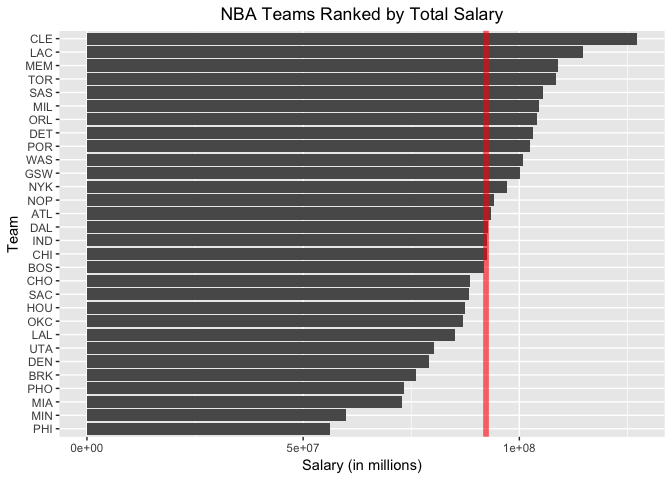 NBA Teams Ranked by Total Salary
CLE
LAC
MEM
TOR
SAS
MIL
ORL
DET
POR
WAS
GSW
NYK
NOP
ATL
DAL
IND
CHI
BOS
CHO
SAC
HOU
OKC
LAL
UTA
DEN
BRK
PHO
MIA
MIN
PHI
Team
0e+00 5e+07 1e+08
Salary (in millions)